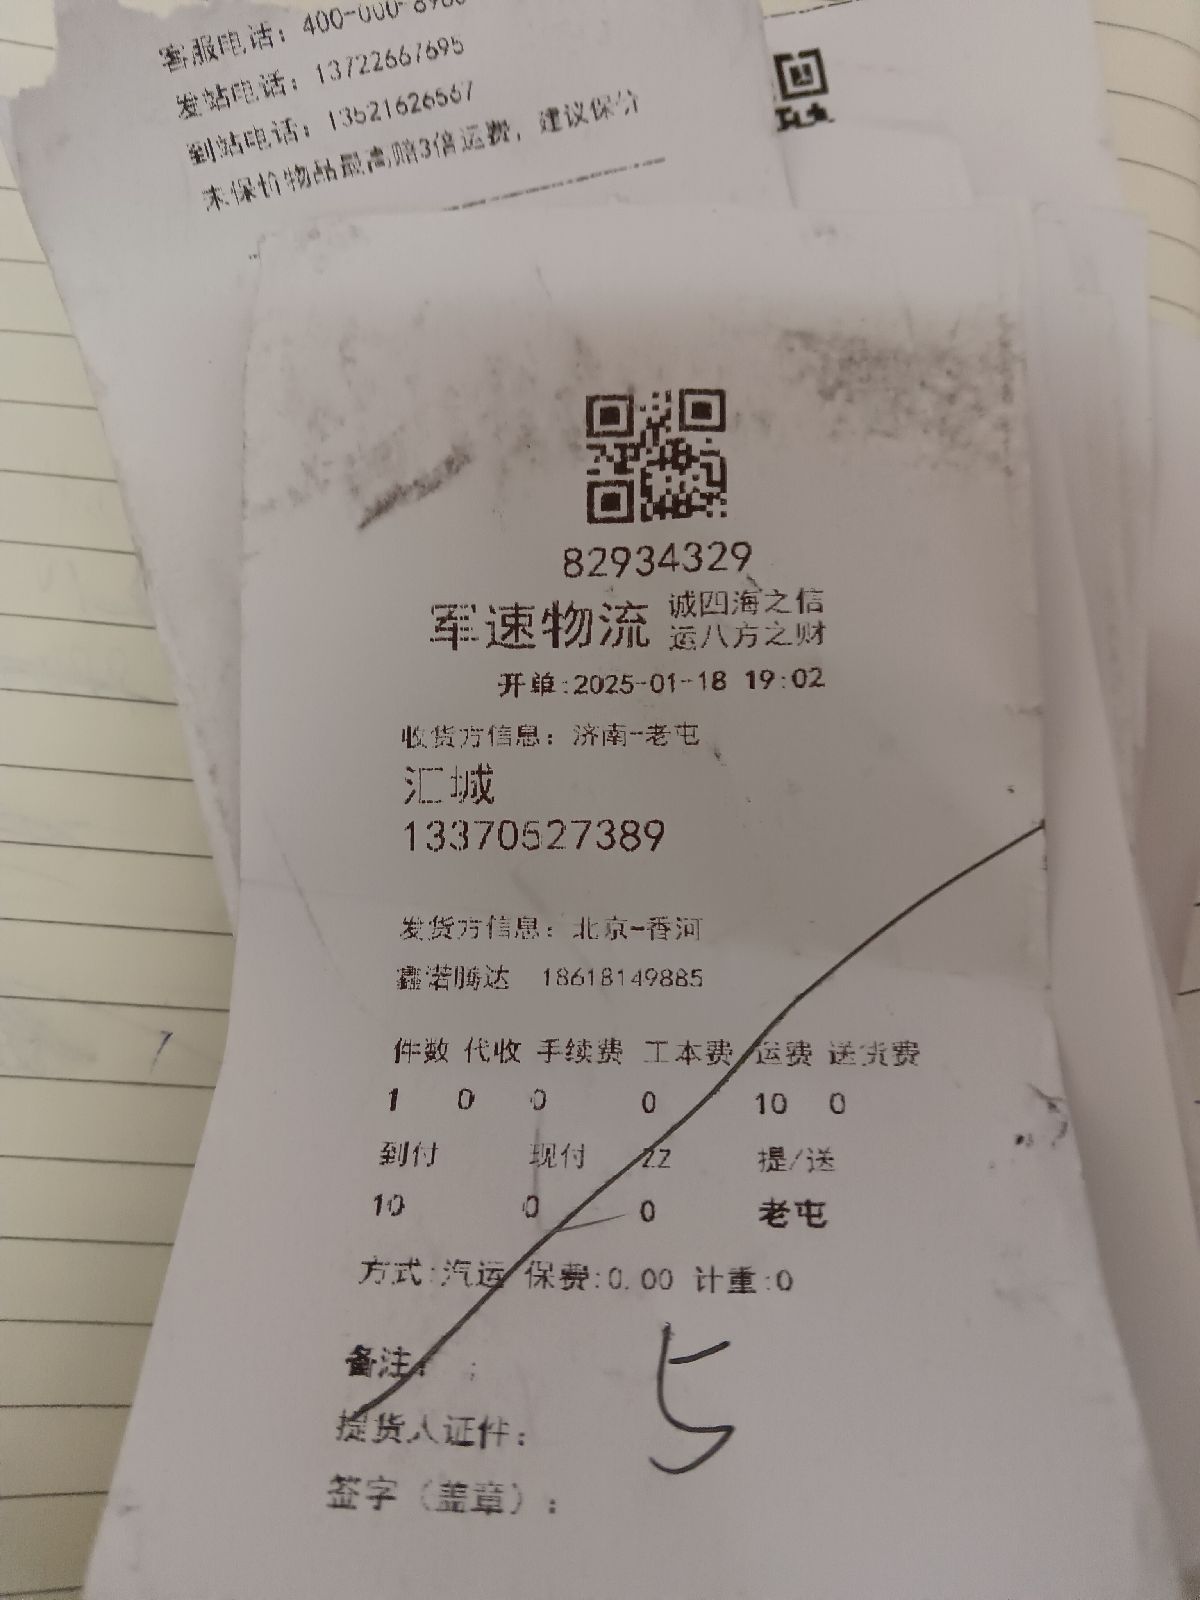 客服电话：400-000-8980
发站电话：13722667695
到站电话：13521626567
未保价物品最高赔3倍运费，建议保价
82934329
军速物流 诚四海之信
运八方之财
开单:2025-01-18 19:02
收货方信息：济南-老屯
汇城
13370527389
发货方信息：北京-香河
鑫诺腾达 18618149885
件数 代收 手续费 工本费 运费 送货费
1 0 0 0 10 0
到付 现付 ZZ 提/送
10 0 0 老屯
方式:汽运 保费:0.00 计重:0
备注： ;
5
提货人证件：
签字（盖章）：